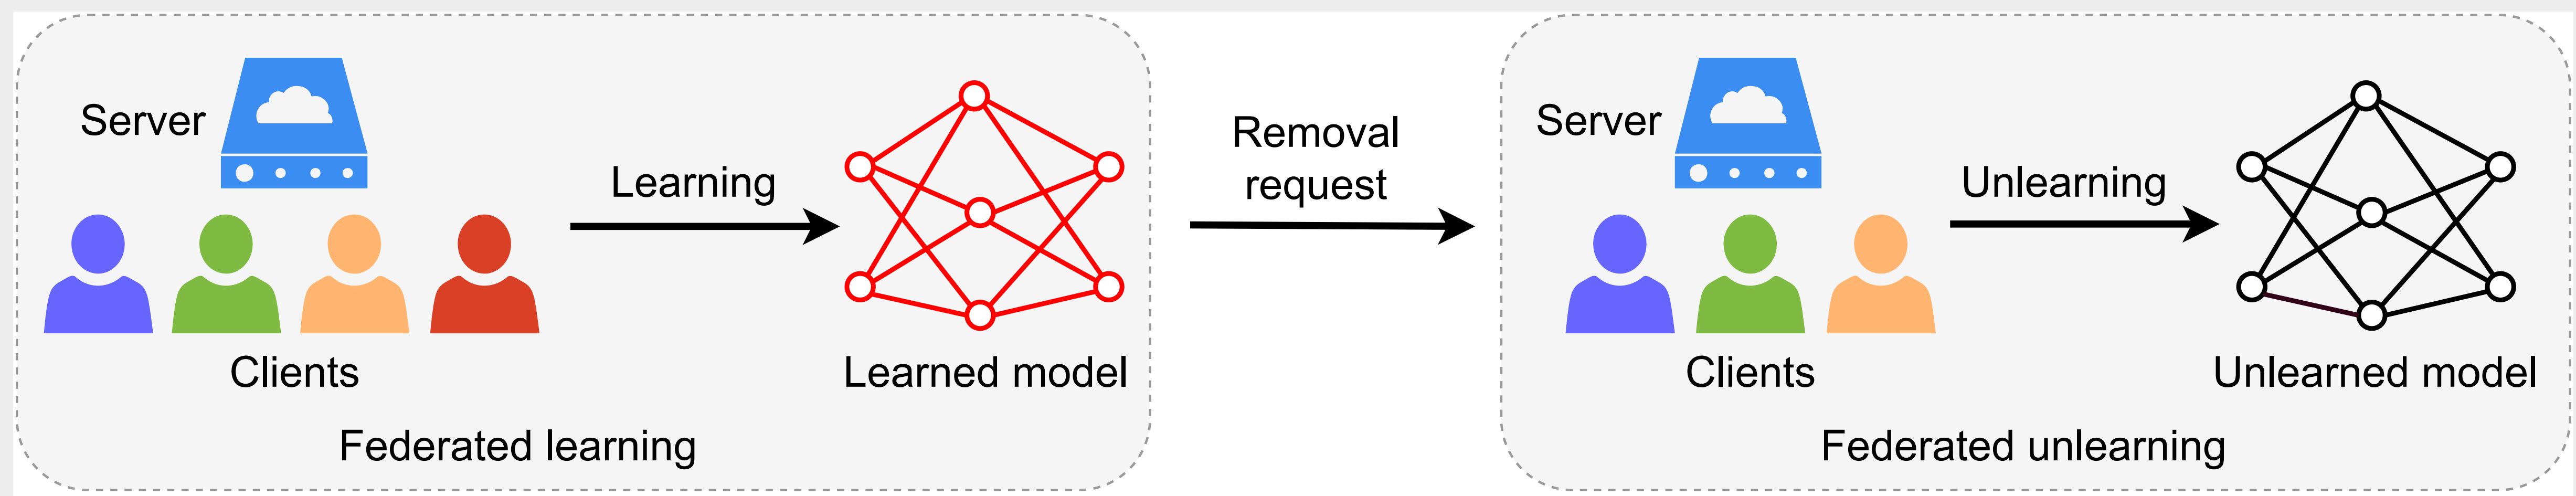 Server
Learning
Clients
Learned model
Federated learning
Removal
request
Server
Unlearning
Clients
Unlearned model
Federated unlearning